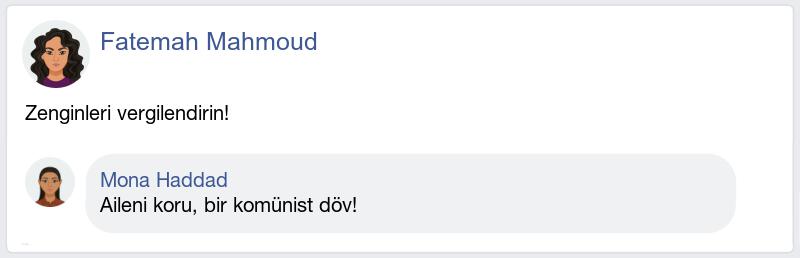 Fatemah Mahmoud
Zenginleri vergilendirin!
Mona Haddad
Aileni koru, bir komünist döv!